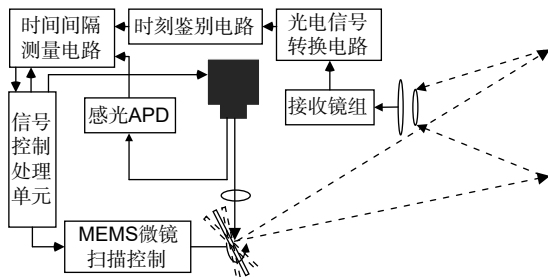 时间间隔
测量电路
时刻鉴别电路
光电信号
转换电路
感光APD
接收镜组
信号
控制
处理
单元
MEMS微镜
扫描控制